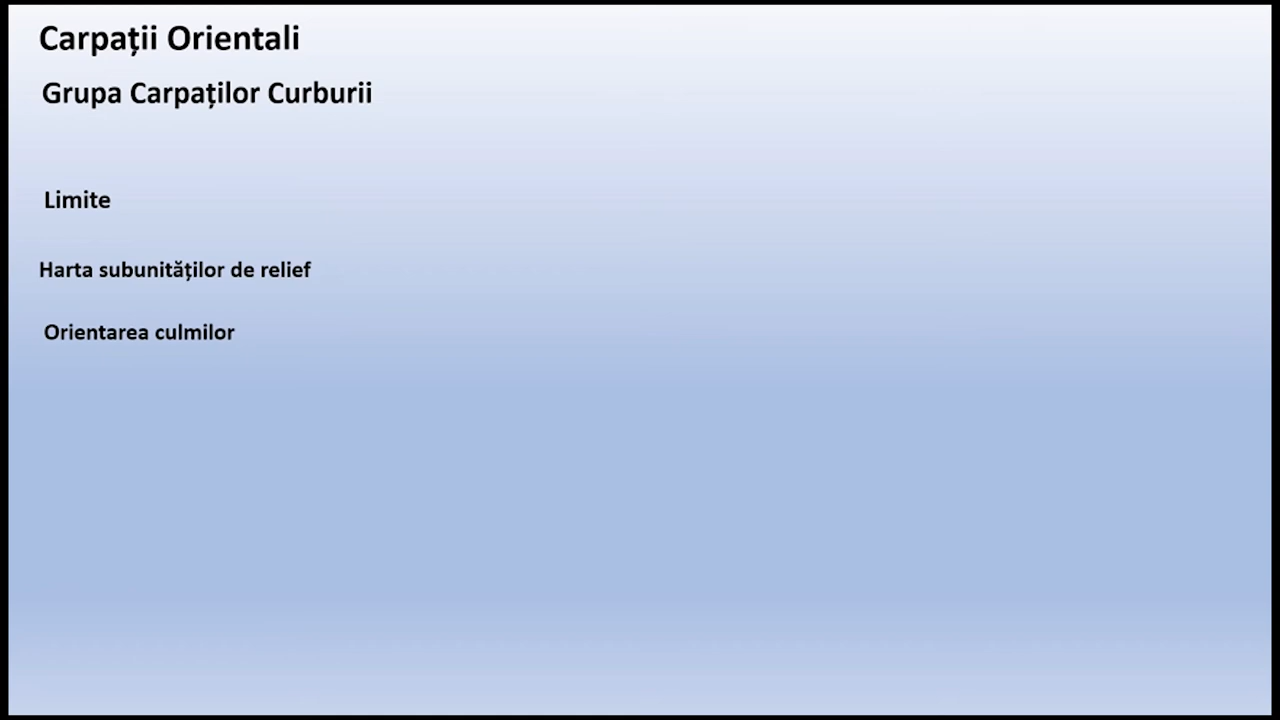 Carpații Orientali
Grupa Carpaților Curburii
Limite
Harta subunităților de relief
Orientarea culmilor